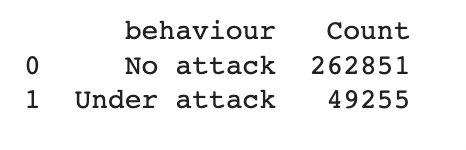 behaviour Count
0 No attack 262851
1 Under attack 49255